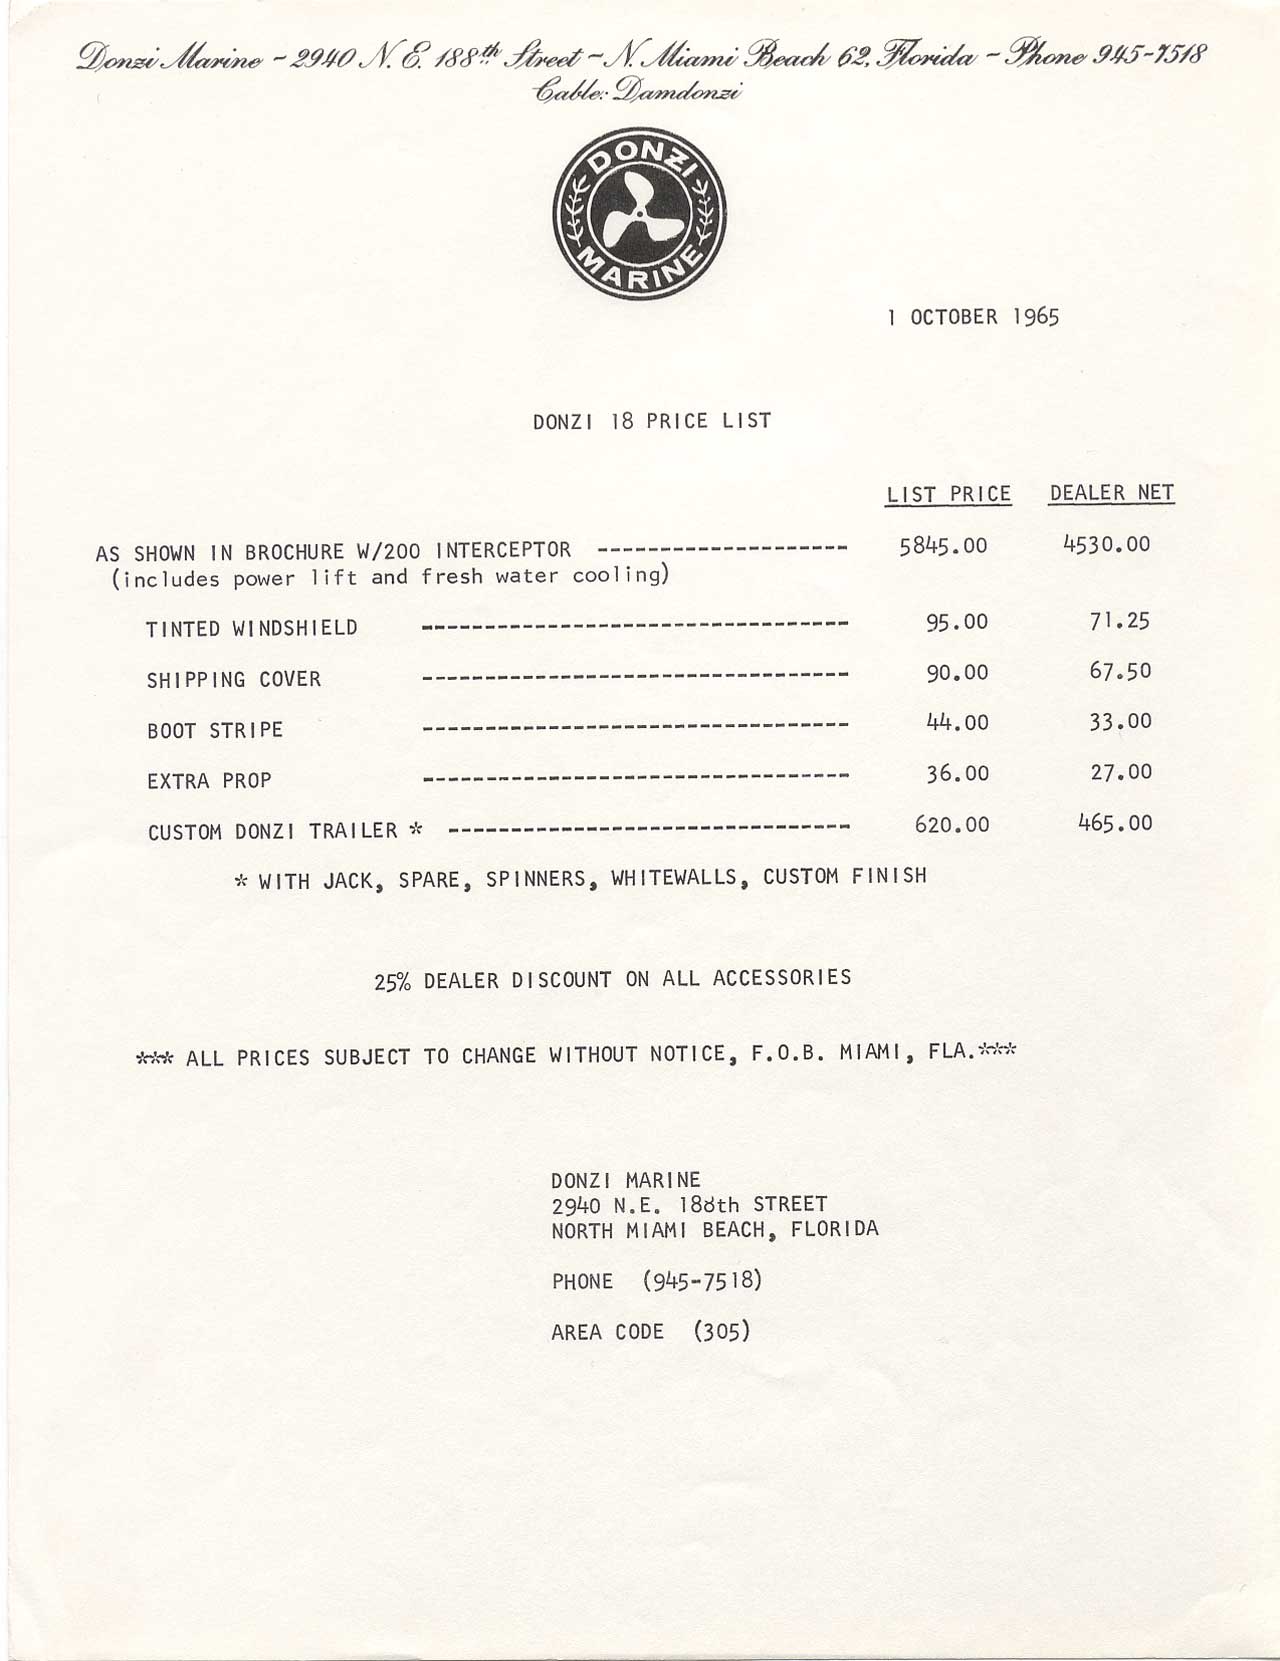 Donzi Marine ~ 2940 N. E. 188th Street ~ N. Miami Beach 62, Florida ~ Phone 945-7518
Cable: Damdonzi
DONZI
MARINE
1 OCTOBER 1965
DONZI 18 PRICE LIST
LIST PRICE DEALER NET
AS SHOWN IN BROCHURE W/200 INTERCEPTOR -------------------- 5845.00 4530.00
(includes power lift and fresh water cooling)
TINTED WINDSHIELD ---------------------------------- 95.00 71.25
SHIPPING COVER ---------------------------------- 90.00 67.50
BOOT STRIPE ---------------------------------- 44.00 33.00
EXTRA PROP ---------------------------------- 36.00 27.00
CUSTOM DONZI TRAILER * -------------------------------- 620.00 465.00
* WITH JACK, SPARE, SPINNERS, WHITEWALLS, CUSTOM FINISH
25% DEALER DISCOUNT ON ALL ACCESSORIES
*** ALL PRICES SUBJECT TO CHANGE WITHOUT NOTICE, F.O.B. MIAMI, FLA.***
DONZI MARINE
2940 N.E. 188th STREET
NORTH MIAMI BEACH, FLORIDA
PHONE (945-7518)
AREA CODE (305)